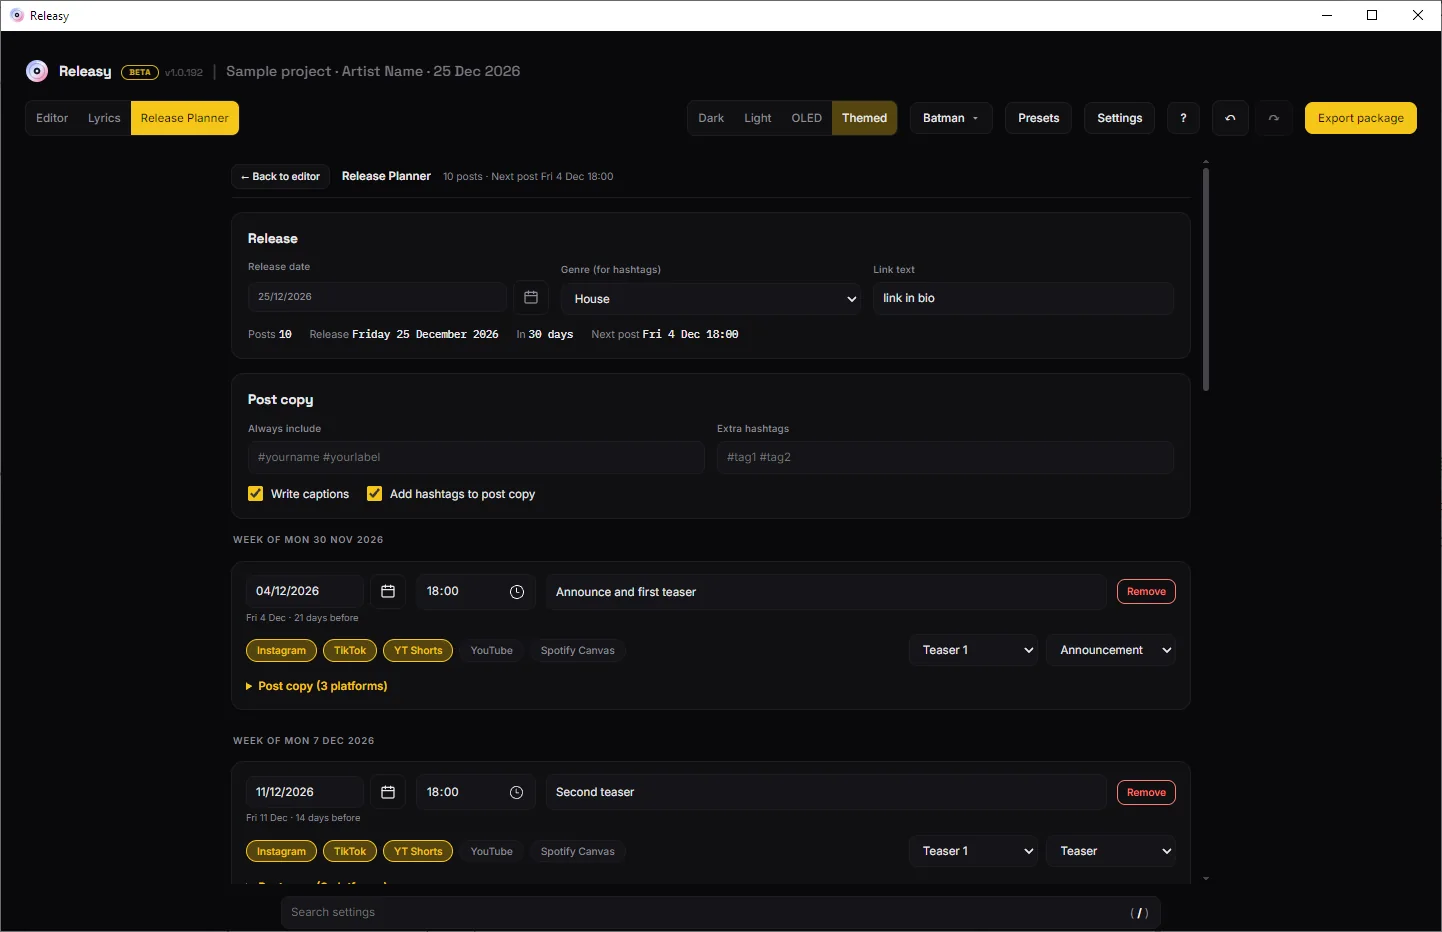 Releasy
Releasy BETA v1.0.192 | Sample project · Artist Name · 25 Dec 2026
Editor Lyrics Release Planner Dark Light OLED Themed Batman Presets Settings ? Export package
← Back to editor Release Planner 10 posts · Next post Fri 4 Dec 18:00
Release
Release date Genre (for hashtags) Link text
25/12/2026 House link in bio
Posts 10 Release Friday 25 December 2026 In 30 days Next post Fri 4 Dec 18:00
Post copy
Always include Extra hashtags
#yourname #yourlabel #tag1 #tag2
Write captions Add hashtags to post copy
WEEK OF MON 30 NOV 2026
04/12/2026 18:00 Announce and first teaser Remove
Fri 4 Dec · 21 days before
Instagram TikTok YT Shorts YouTube Spotify Canvas Teaser 1 Announcement
Post copy (3 platforms)
WEEK OF MON 7 DEC 2026
11/12/2026 18:00 Second teaser Remove
Fri 11 Dec · 14 days before
Instagram TikTok YT Shorts YouTube Spotify Canvas Teaser 1 Teaser
Search settings ( / )